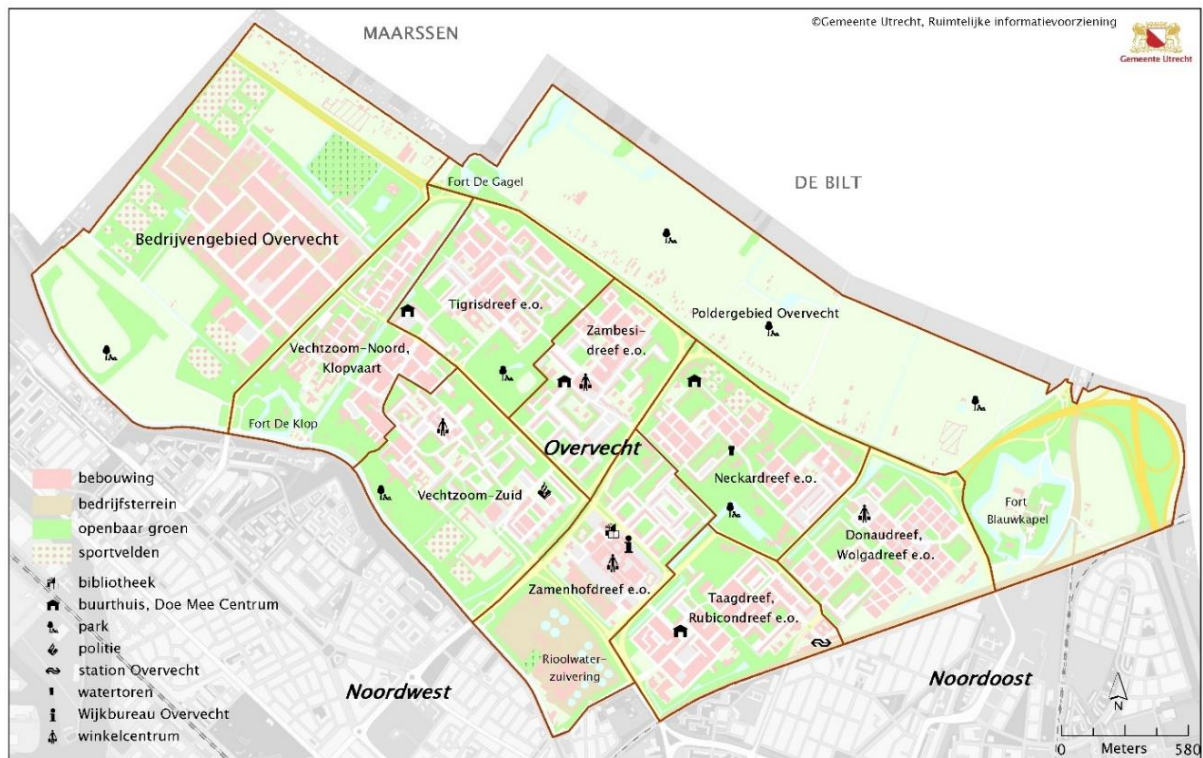 ©Gemeente Utrecht, Ruimtelijke informatievoorziening
Gemeente Utrecht
MAARSSEN
DE BILT
Fort De Gagel
Bedrijvengebied Overvecht
Tigrisdreef e.o.
Zambesi-
dreef e.o.
Poldergebied Overvecht
Vechtzoom-Noord,
Klopvaart
Fort De Klop
Overvecht
Neckardreef e.o.
Vechtzoom-Zuid
Fort
Blauwkapel
Donaudreef,
Wolgadreef e.o.
Zamenhofdreef e.o.
Taagdreef,
Rubicondreef e.o.
Rioolwater-
zuivering
Noordwest
Noordoost
bebouwing
bedrijfsterrein
openbaar groen
sportvelden
bibliotheek
buurthuis, Doe Mee Centrum
park
politie
station Overvecht
watertoren
Wijkbureau Overvecht
winkelcentrum
N
0 Meters 580